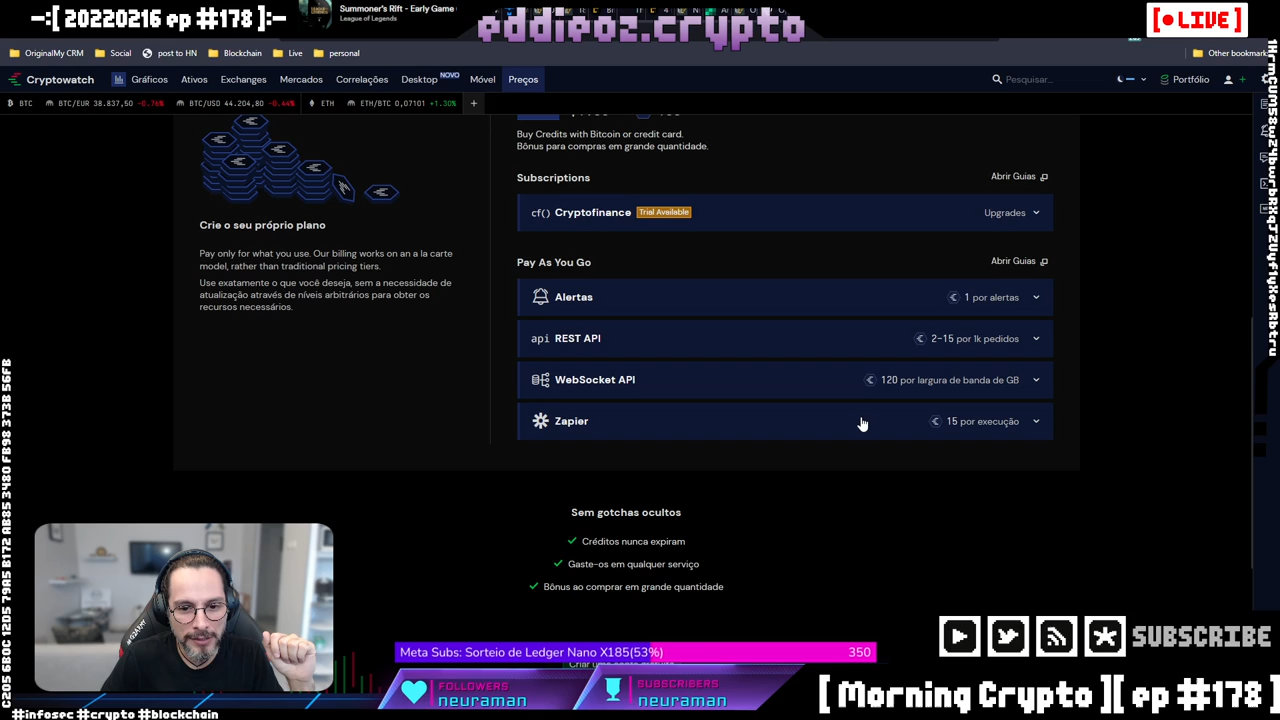 -:[ 20220216 ep #178 ]:-
Summoner's Rift - Early Game
League of Legends
eddieoz.crypto
[ LIVE ]
OriginalMy CRM
Social
post to HN
Blockchain
Live
personal
Other bookmark
Cryptowatch
Gráficos
Ativos
Exchanges
Mercados
Correlações
Desktop
NOVO
Móvel
Preços
Pesquisar...
Portfólio
BTC
BTC/EUR 38.837,50 -0.76%
BTC/USD 44.204,80 -0.44%
ETH
ETH/BTC 0,07101 +1.30%
Buy Credits with Bitcoin or credit card.
Bônus para compras em grande quantidade.
Subscriptions
Abrir Guias
cf() Cryptofinance
Trial Available
Upgrades
Crie o seu próprio plano
Pay only for what you use. Our billing works on an a la carte
model, rather than traditional pricing tiers.
Use exatamente o que você deseja, sem a necessidade de
atualização através de níveis arbitrários para obter os
recursos necessários.
Pay As You Go
Abrir Guias
Alertas
1 por alertas
api REST API
2-15 por 1k pedidos
WebSocket API
120 por largura de banda de GB
Zapier
15 por execução
Sem gotchas ocultos
Créditos nunca expiram
Gaste-os em qualquer serviço
Bônus ao comprar em grande quantidade
Meta Subs: Sorteio de Ledger Nano X
185(53%)
350
FOLLOWERS
neuraman
SUBSCRIBERS
neuraman
SUBSCRIBE
[ Morning Crypto ][ ep #178 ]
#infosec #crypto #blockchain